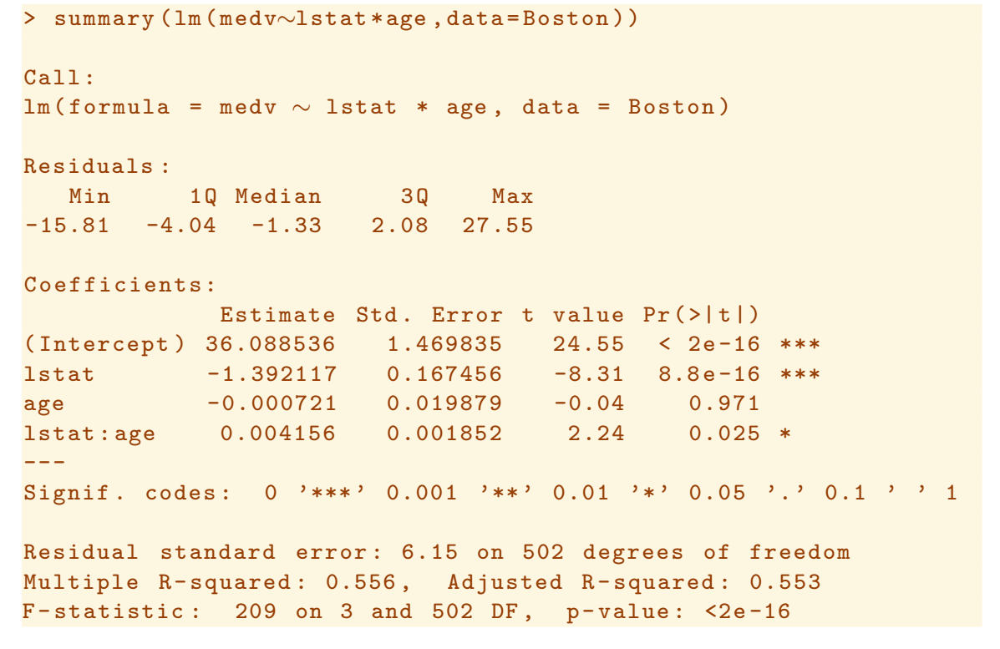 > summary(lm(medv∼lstat*age,data=Boston))
Call:
lm(formula = medv ∼ lstat * age, data = Boston)
Residuals:
   Min     1Q Median     3Q    Max
-15.81  -4.04  -1.33   2.08  27.55
Coefficients:
             Estimate Std. Error t value Pr(>|t|)
(Intercept) 36.088536   1.469835   24.55  < 2e-16 ***
lstat       -1.392117   0.167456   -8.31  8.8e-16 ***
age         -0.000721   0.019879   -0.04    0.971
lstat:age    0.004156   0.001852    2.24    0.025 *
---
Signif. codes:  0 ’***’ 0.001 ’**’ 0.01 ’*’ 0.05 ’.’ 0.1 ’ ’ 1
Residual standard error: 6.15 on 502 degrees of freedom
Multiple R-squared: 0.556,  Adjusted R-squared: 0.553
F-statistic:  209 on 3 and 502 DF,  p-value: <2e-16